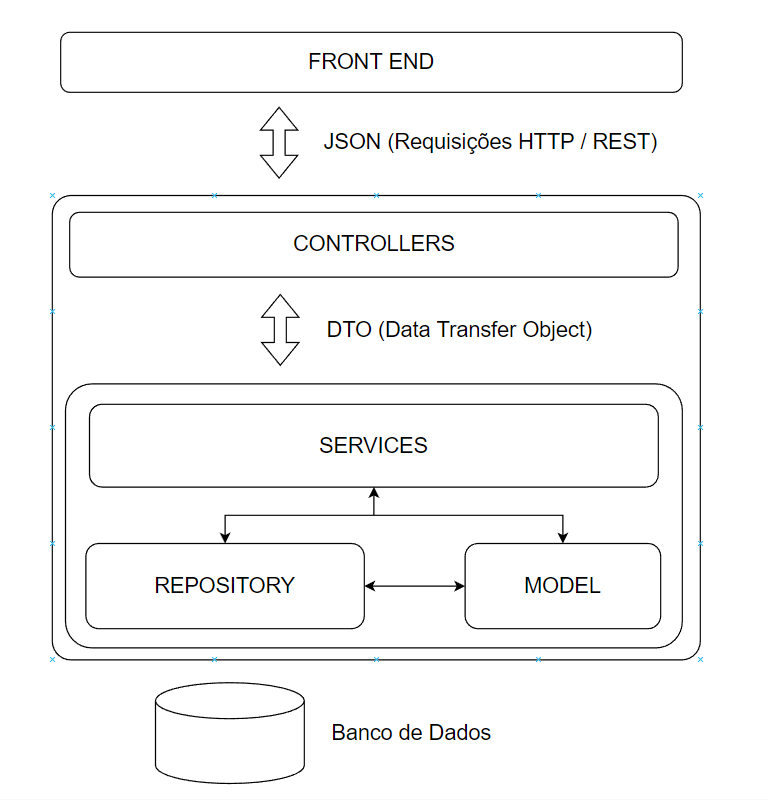 FRONT END
JSON (Requisições HTTP / REST)
CONTROLLERS
DTO (Data Transfer Object)
SERVICES
REPOSITORY
MODEL
Banco de Dados